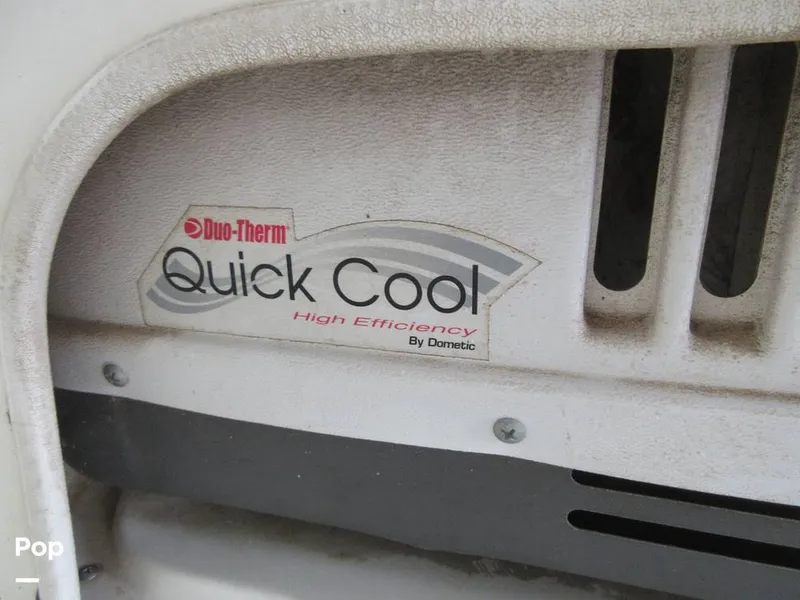 Duo-Therm
Quick Cool
High Efficiency
By Dometic
Pop